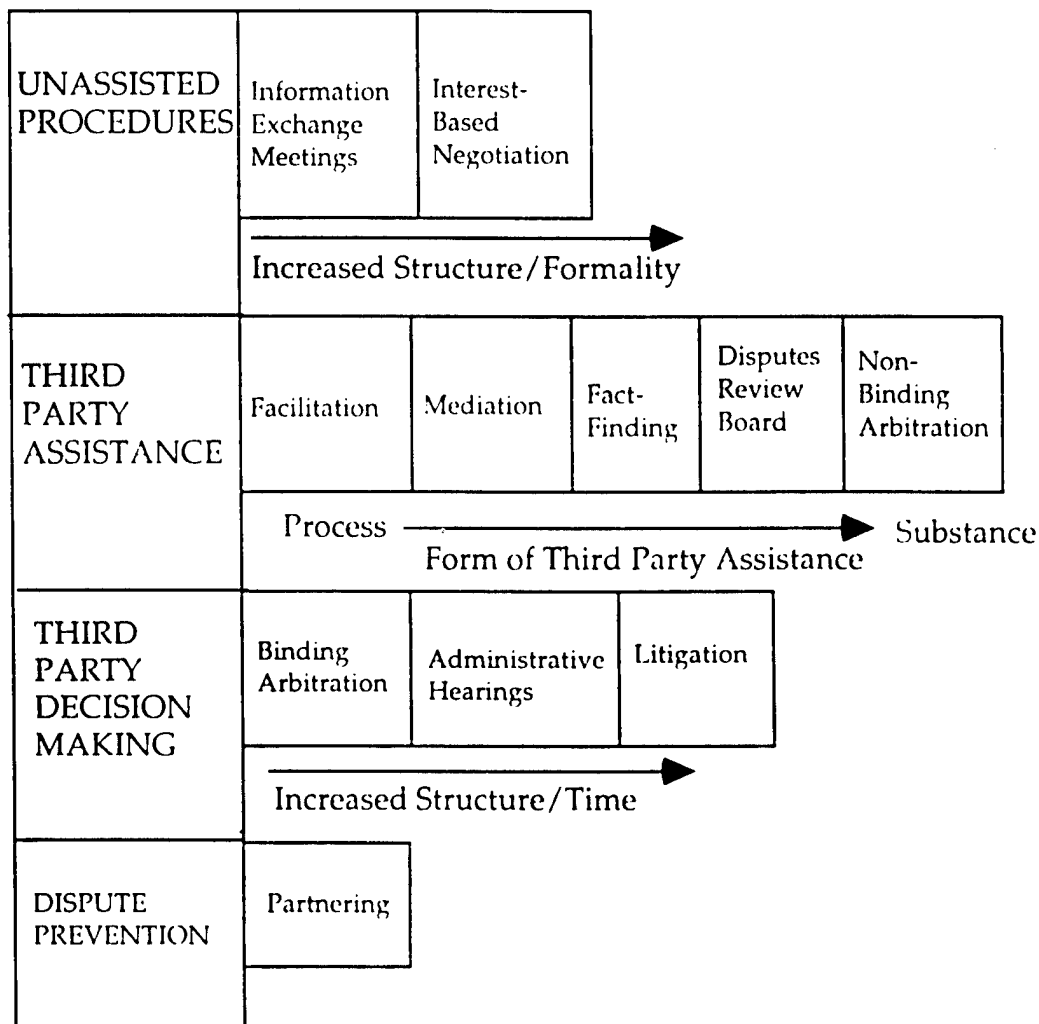 UNASSISTED
PROCEDURES
Information
Exchange
Meetings
Interest-
Based
Negotiation
Increased Structure/Formality
THIRD
PARTY
ASSISTANCE
Facilitation
Mediation
Fact-
Finding
Disputes
Review
Board
Non-
Binding
Arbitration
Process
Substance
Form of Third Party Assistance
THIRD
PARTY
DECISION
MAKING
Binding
Arbitration
Administrative
Hearings
Litigation
Increased Structure/Time
DISPUTE
PREVENTION
Partnering